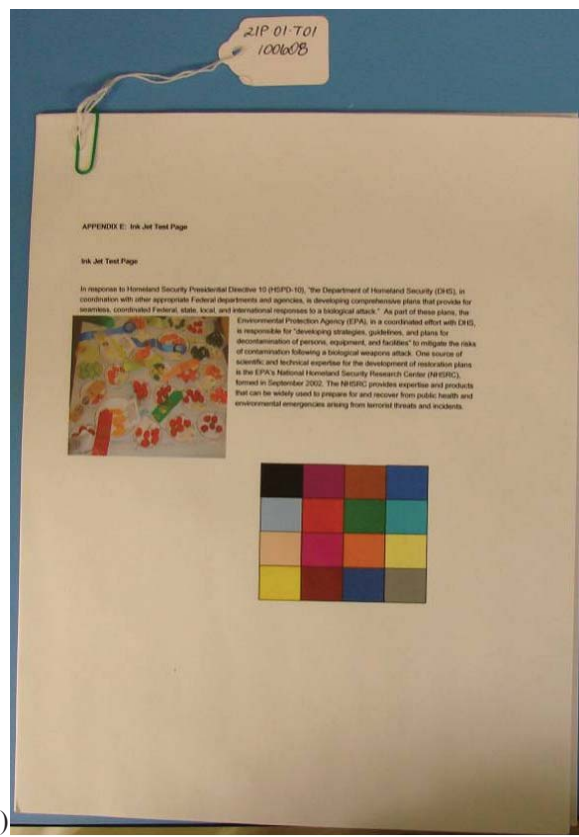 21P 01-T01
100608
APPENDIX E: Ink Jet Test Page
Ink Jet Test Page
In response to Homeland Security Presidential Directive 10 (HSPD-10), "the Department of Homeland Security (DHS), in
coordination with other appropriate Federal departments and agencies, is developing comprehensive plans that provide for
seamless, coordinated Federal, state, local, and international responses to a biological attack." As part of these plans, the
Environmental Protection Agency (EPA), in a coordinated effort with DHS,
is responsible for "developing strategies, guidelines, and plans for
decontamination of persons, equipment, and facilities" to mitigate the risks
of contamination following a biological weapons attack. One source of
scientific and technical expertise for the development of restoration plans
is the EPA's National Homeland Security Research Center (NHSRC),
formed in September 2002. The NHSRC provides expertise and products
that can be widely used to prepare for and recover from public health and
environmental emergencies arising from terrorist threats and incidents.
)